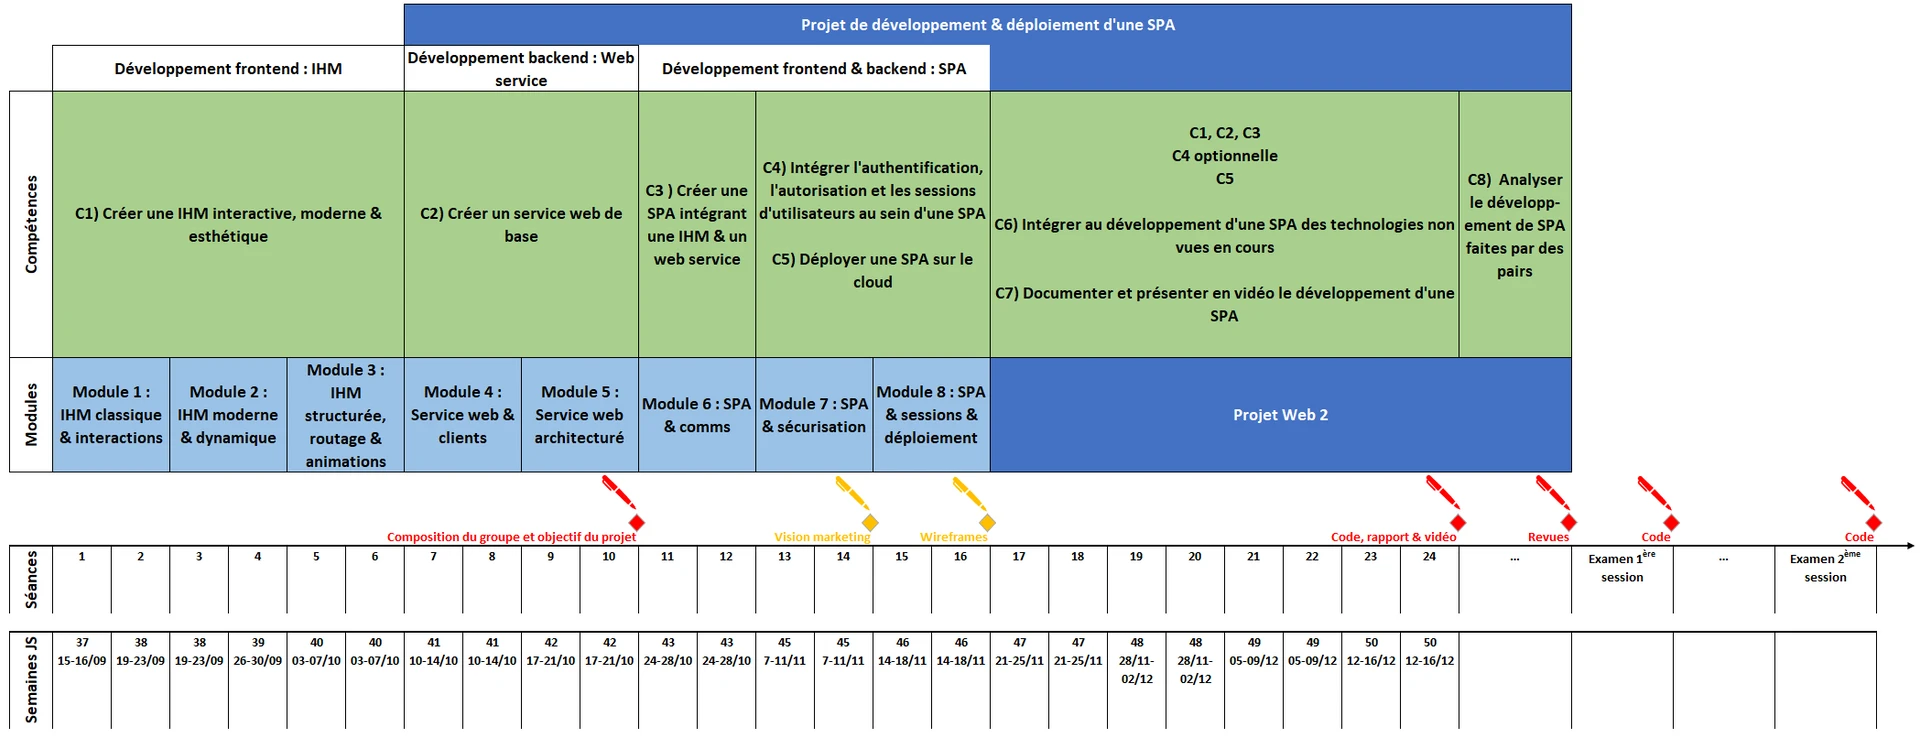 Projet de développement & déploiement d'une SPA
Développement frontend : IHM
Développement backend : Web
service
Développement frontend & backend : SPA
Compétences
C1) Créer une IHM interactive, moderne &
esthétique
C2) Créer un service web de
base
C3 ) Créer une
SPA intégrant
une IHM & un
web service
C4) Intégrer l'authentification,
l'autorisation et les sessions
d'utilisateurs au sein d'une SPA
C5) Déployer une SPA sur le
cloud
C1, C2, C3
C4 optionnelle
C5
C6) Intégrer au développement d'une SPA des technologies non
vues en cours
C7) Documenter et présenter en vidéo le développement d'une
SPA
C8) Analyser
le développ-
ement de SPA
faites par des
pairs
Modules
Module 1 :
IHM classique
& interactions
Module 2 :
IHM moderne
& dynamique
Module 3 :
IHM
structurée,
routage &
animations
Module 4 :
Service web &
clients
Module 5 :
Service web
architecturé
Module 6 : SPA
& comms
Module 7 : SPA
& sécurisation
Module 8 : SPA
& sessions &
déploiement
Projet Web 2
Composition du groupe et objectif du projet
Vision marketing
Wireframes
Code, rapport & vidéo
Revues
Code
Code
Séances
1 2 3 4 5 6 7 8 9 10 11 12 13 14 15 16 17 18 19 20 21 22 23 24 ... Examen 1ère session ... Examen 2ème session
Semaines JS
37 38 38 39 40 40 41 41 42 42 43 43 45 45 46 46 47 47 48 48 49 49 50 50
15-16/09 19-23/09 19-23/09 26-30/09 03-07/10 03-07/10 10-14/10 10-14/10 17-21/10 17-21/10 24-28/10 24-28/10 7-11/11 7-11/11 14-18/11 14-18/11 21-25/11 21-25/11 28/11-02/12 28/11-02/12 05-09/12 05-09/12 12-16/12 12-16/12